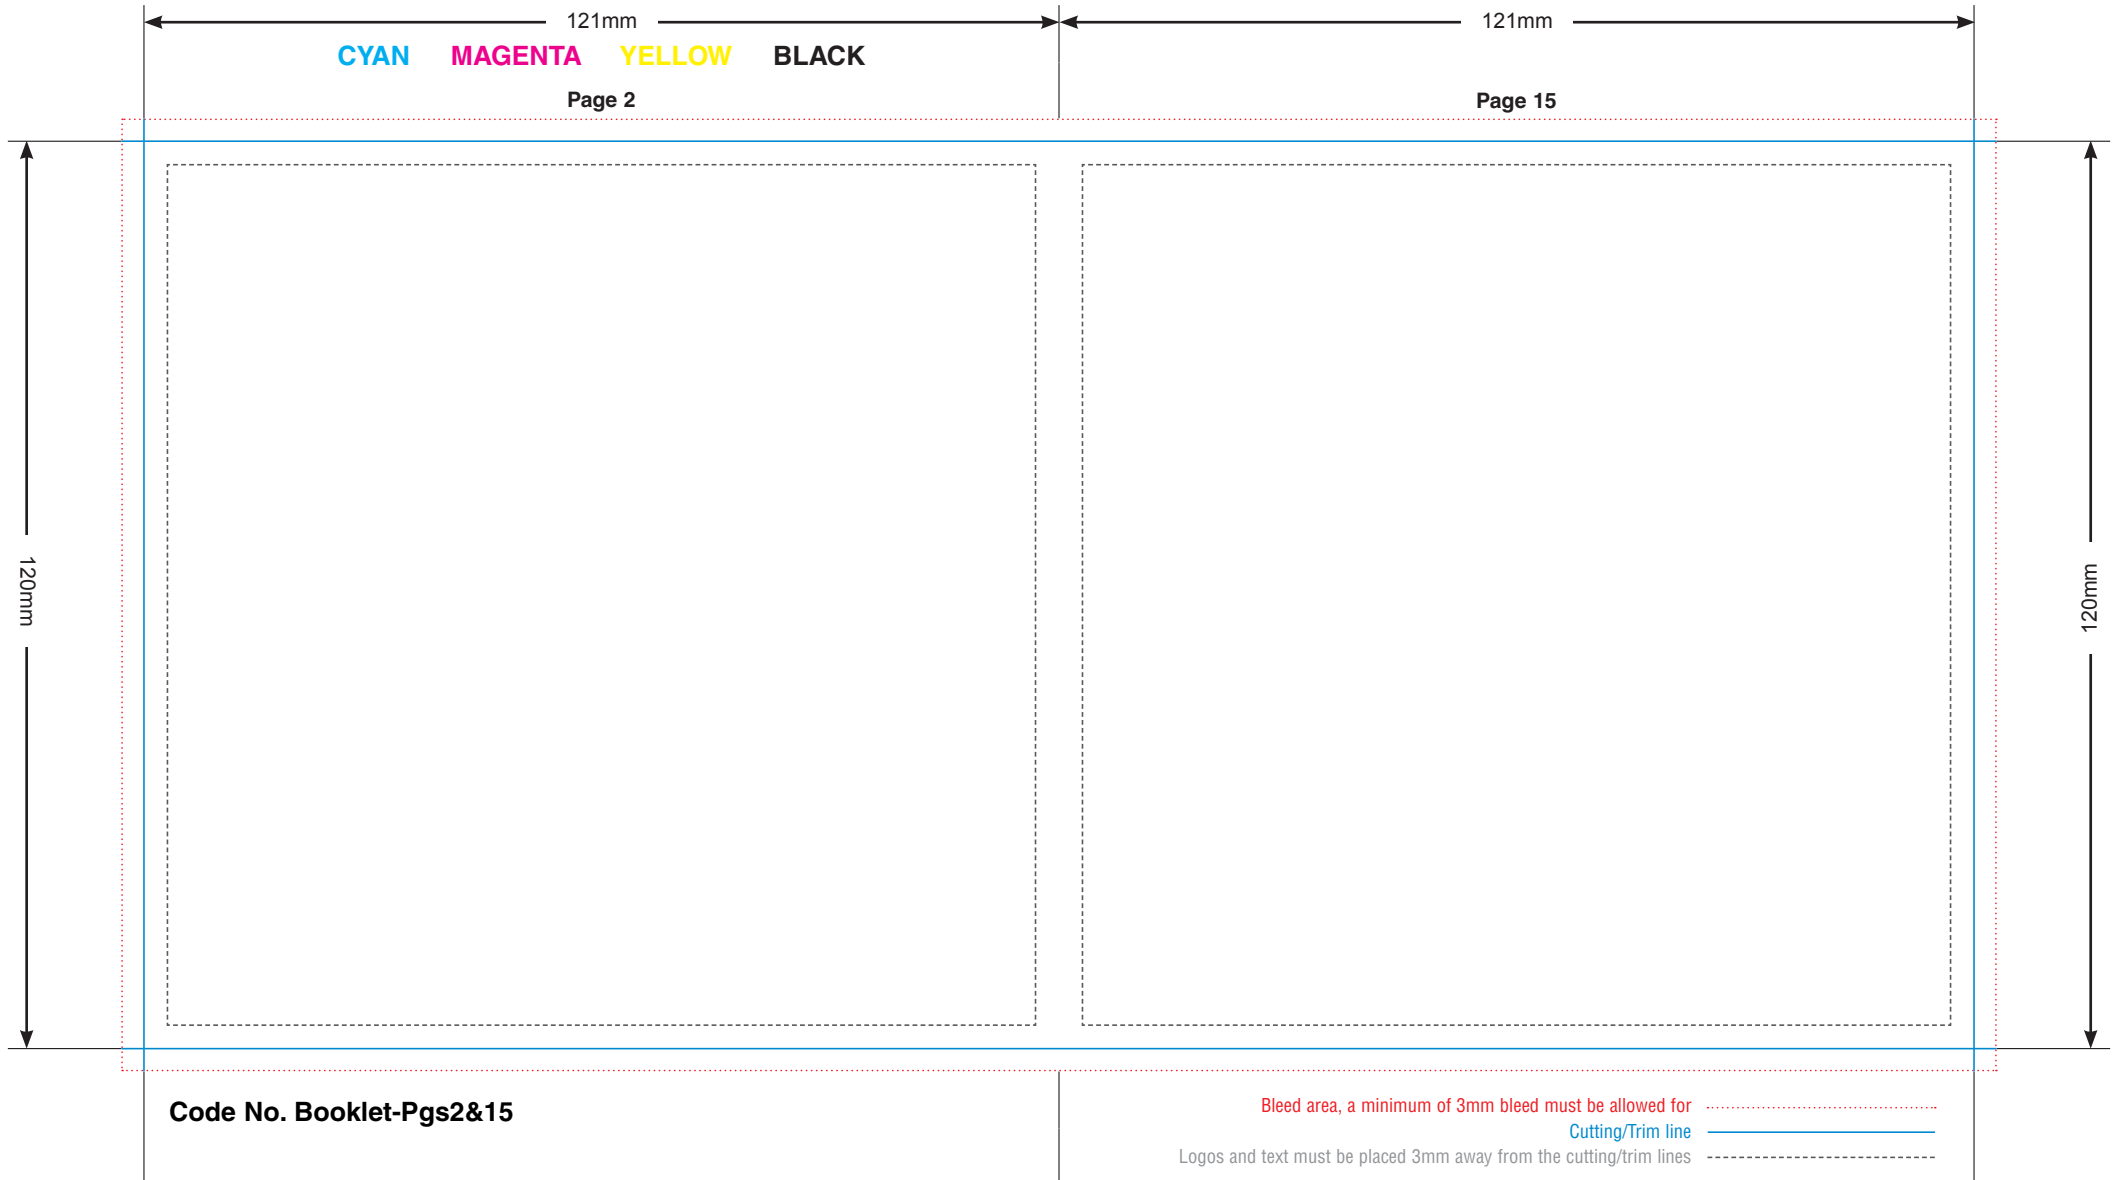 121mm
121mm
CYAN MAGENTA YELLOW BLACK
Page 2
Page 15
120mm
120mm
Code No. Booklet-Pgs2&15
Bleed area, a minimum of 3mm bleed must be allowed for
Cutting/Trim line
Logos and text must be placed 3mm away from the cutting/trim lines